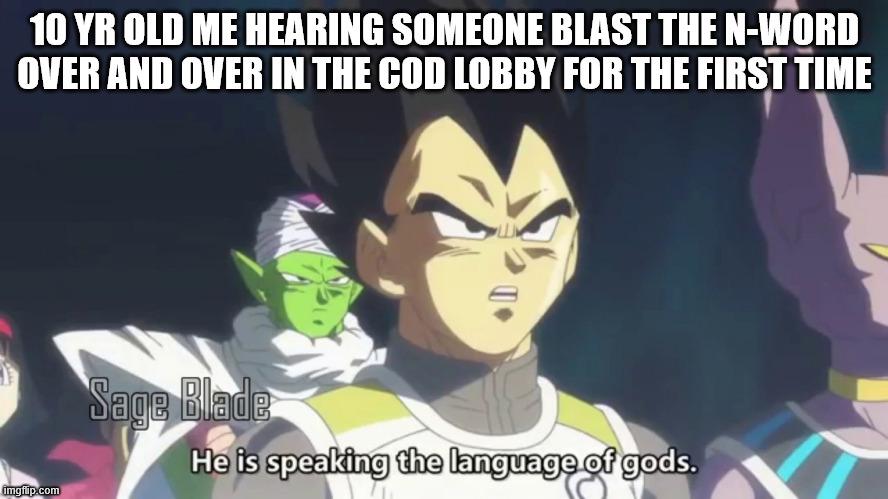 10 YR OLD ME HEARING SOMEONE BLAST THE N-WORD
OVER AND OVER IN THE COD LOBBY FOR THE FIRST TIME
Sage Blade
He is speaking the language of gods.
imgflip.com